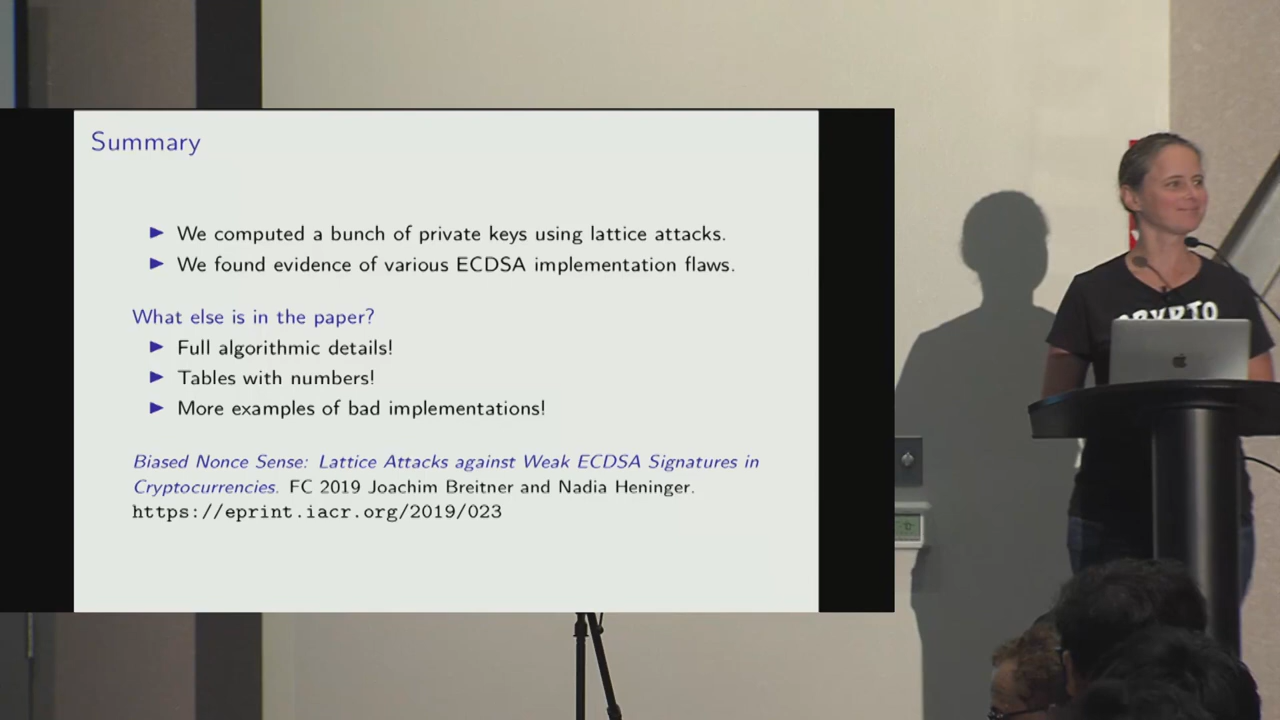 Summary
We computed a bunch of private keys using lattice attacks.
We found evidence of various ECDSA implementation flaws.
What else is in the paper?
Full algorithmic details!
Tables with numbers!
More examples of bad implementations!
Biased Nonce Sense: Lattice Attacks against Weak ECDSA Signatures in
Cryptocurrencies. FC 2019 Joachim Breitner and Nadia Heninger.
https://eprint.iacr.org/2019/023
CRYPTO